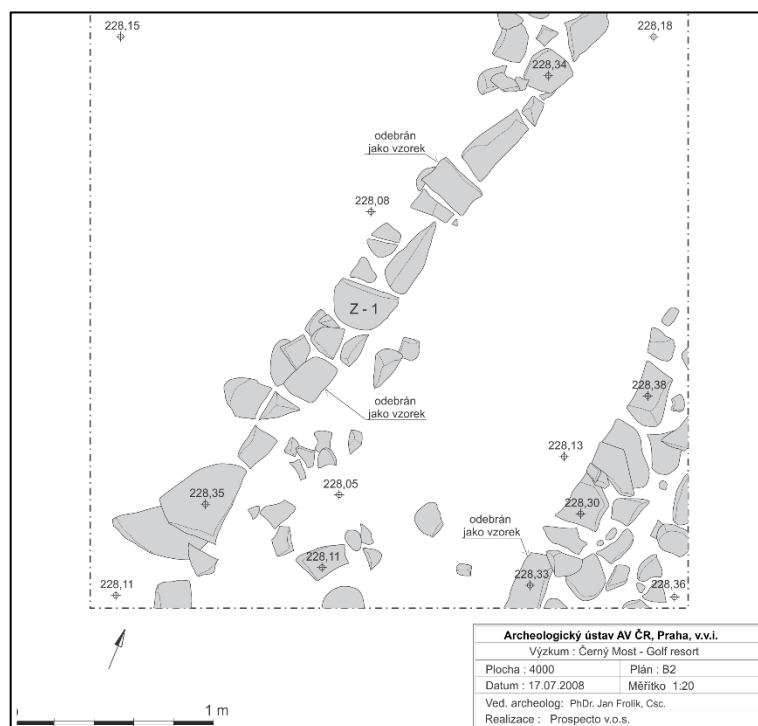 228,15
228,18
228,34
odebrán
jako vzorek
228,08
Z - 1
228,38
odebrán
jako vzorek
228,13
228,05
228,35
228,30
odebrán
jako vzorek
228,11
228,33
228,11
228,36
1 m
Archeologický ústav AV ČR, Praha, v.v.i.
Výzkum : Černý Most - Golf resort
Plocha : 4000 Plán : B2
Datum : 17.07.2008 Měřítko 1:20
Ved. archeolog: PhDr. Jan Frolík, Csc.
Realizace : Prospecto v.o.s.